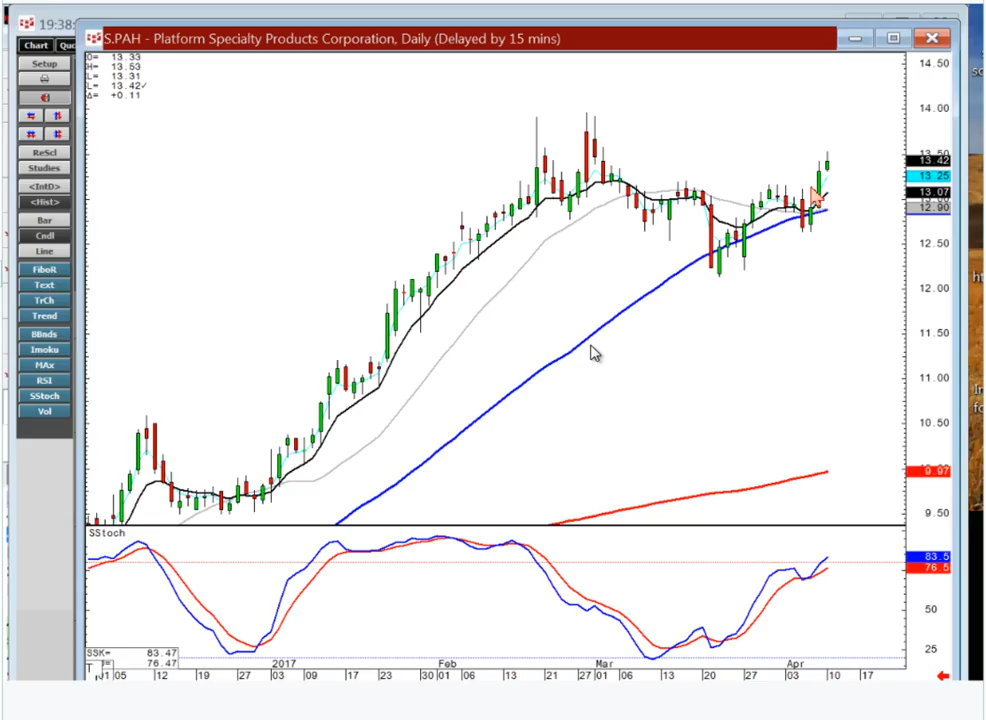 19:38:
S.PAH - Platform Specialty Products Corporation, Daily (Delayed by 15 mins)
Chart
Quo
O= 13.33
H= 13.53
L= 13.31
L= 13.42✓
Δ= +0.11
Setup
ReScl
Studies
<IntD>
<Hist>
Bar
Cndl
Line
FiboR
Text
TrCh
Trend
BBnds
Imoku
MAx
RSI
SStoch
Vol
14.50
14.00
13.50
13.42
13.25
13.07
12.90
12.50
12.00
11.50
11.00
10.50
9.97
9.50
SStoch
83.5
76.5
50
25
SSK= 83.47
76.47
2017 Feb Mar Apr
05 12 19 27 03 09 17 23 30 01 06 13 21 27 01 06 13 20 27 03 10 17